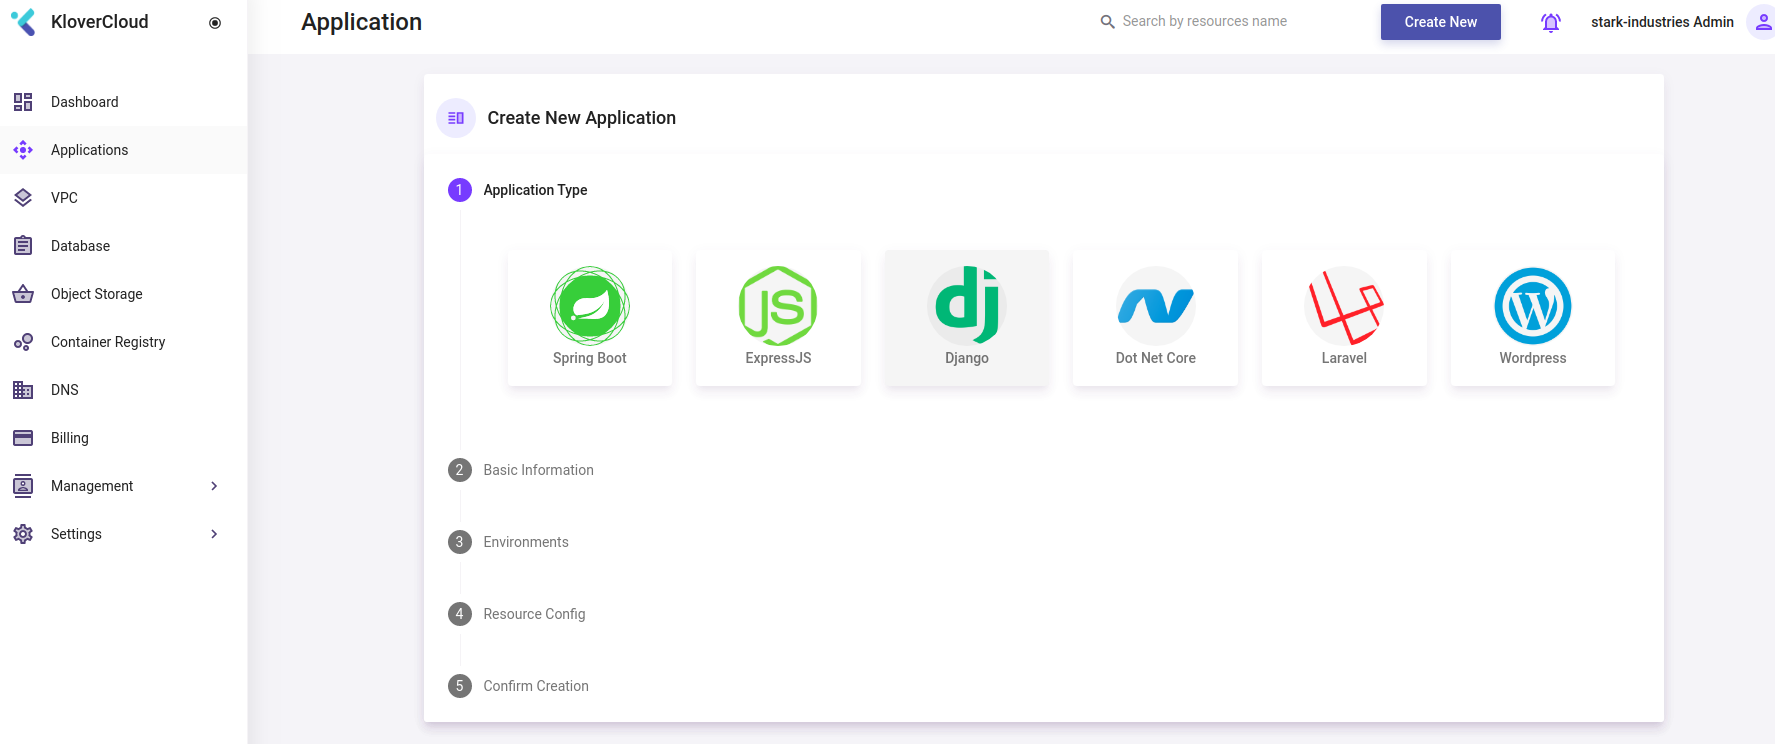 KloverCloud
Dashboard
Applications
VPC
Database
Object Storage
Container Registry
DNS
Billing
Management
Settings
Application
Search by resources name
Create New
stark-industries Admin
Create New Application
1 Application Type
Spring Boot
JS
ExpressJS
dj
Django
Dot Net Core
Laravel
W
Wordpress
2 Basic Information
3 Environments
4 Resource Config
5 Confirm Creation